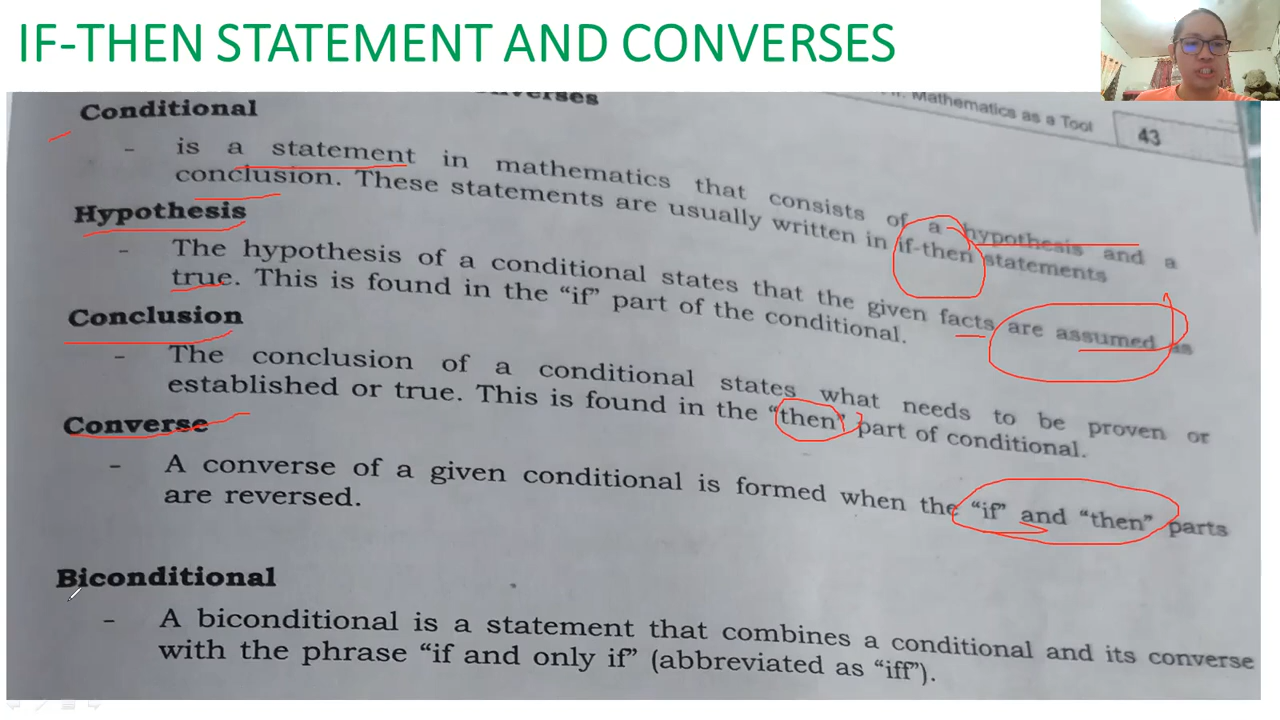 IF-THEN STATEMENT AND CONVERSES
Mathematics as a Tool
43
Conditional
- is a statement in mathematics that consists of a hypothesis and a
conclusion. These statements are usually written in if-then statements
Hypothesis
- The hypothesis of a conditional states that the given facts are assumed as
true. This is found in the “if” part of the conditional.
Conclusion
- The conclusion of a conditional states what needs to be proven or
established or true. This is found in the “then” part of conditional.
Converse
- A converse of a given conditional is formed when the “if” and “then” parts
are reversed.
Biconditional
- A biconditional is a statement that combines a conditional and its converse
with the phrase “if and only if” (abbreviated as “iff”).